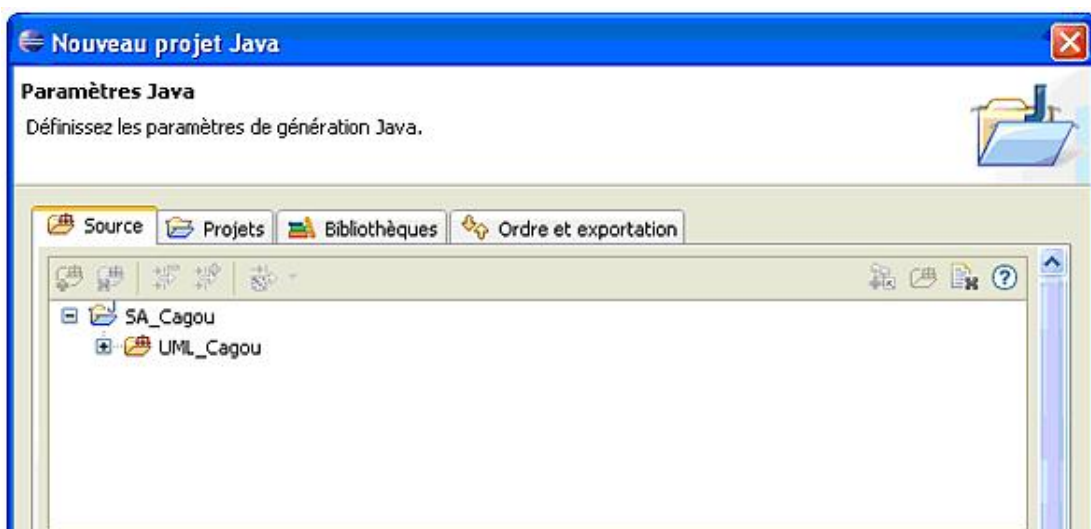 Nouveau projet Java
Paramètres Java
Définissez les paramètres de génération Java.
Source Projets Bibliothèques Ordre et exportation
SA_Cagou
UML_Cagou